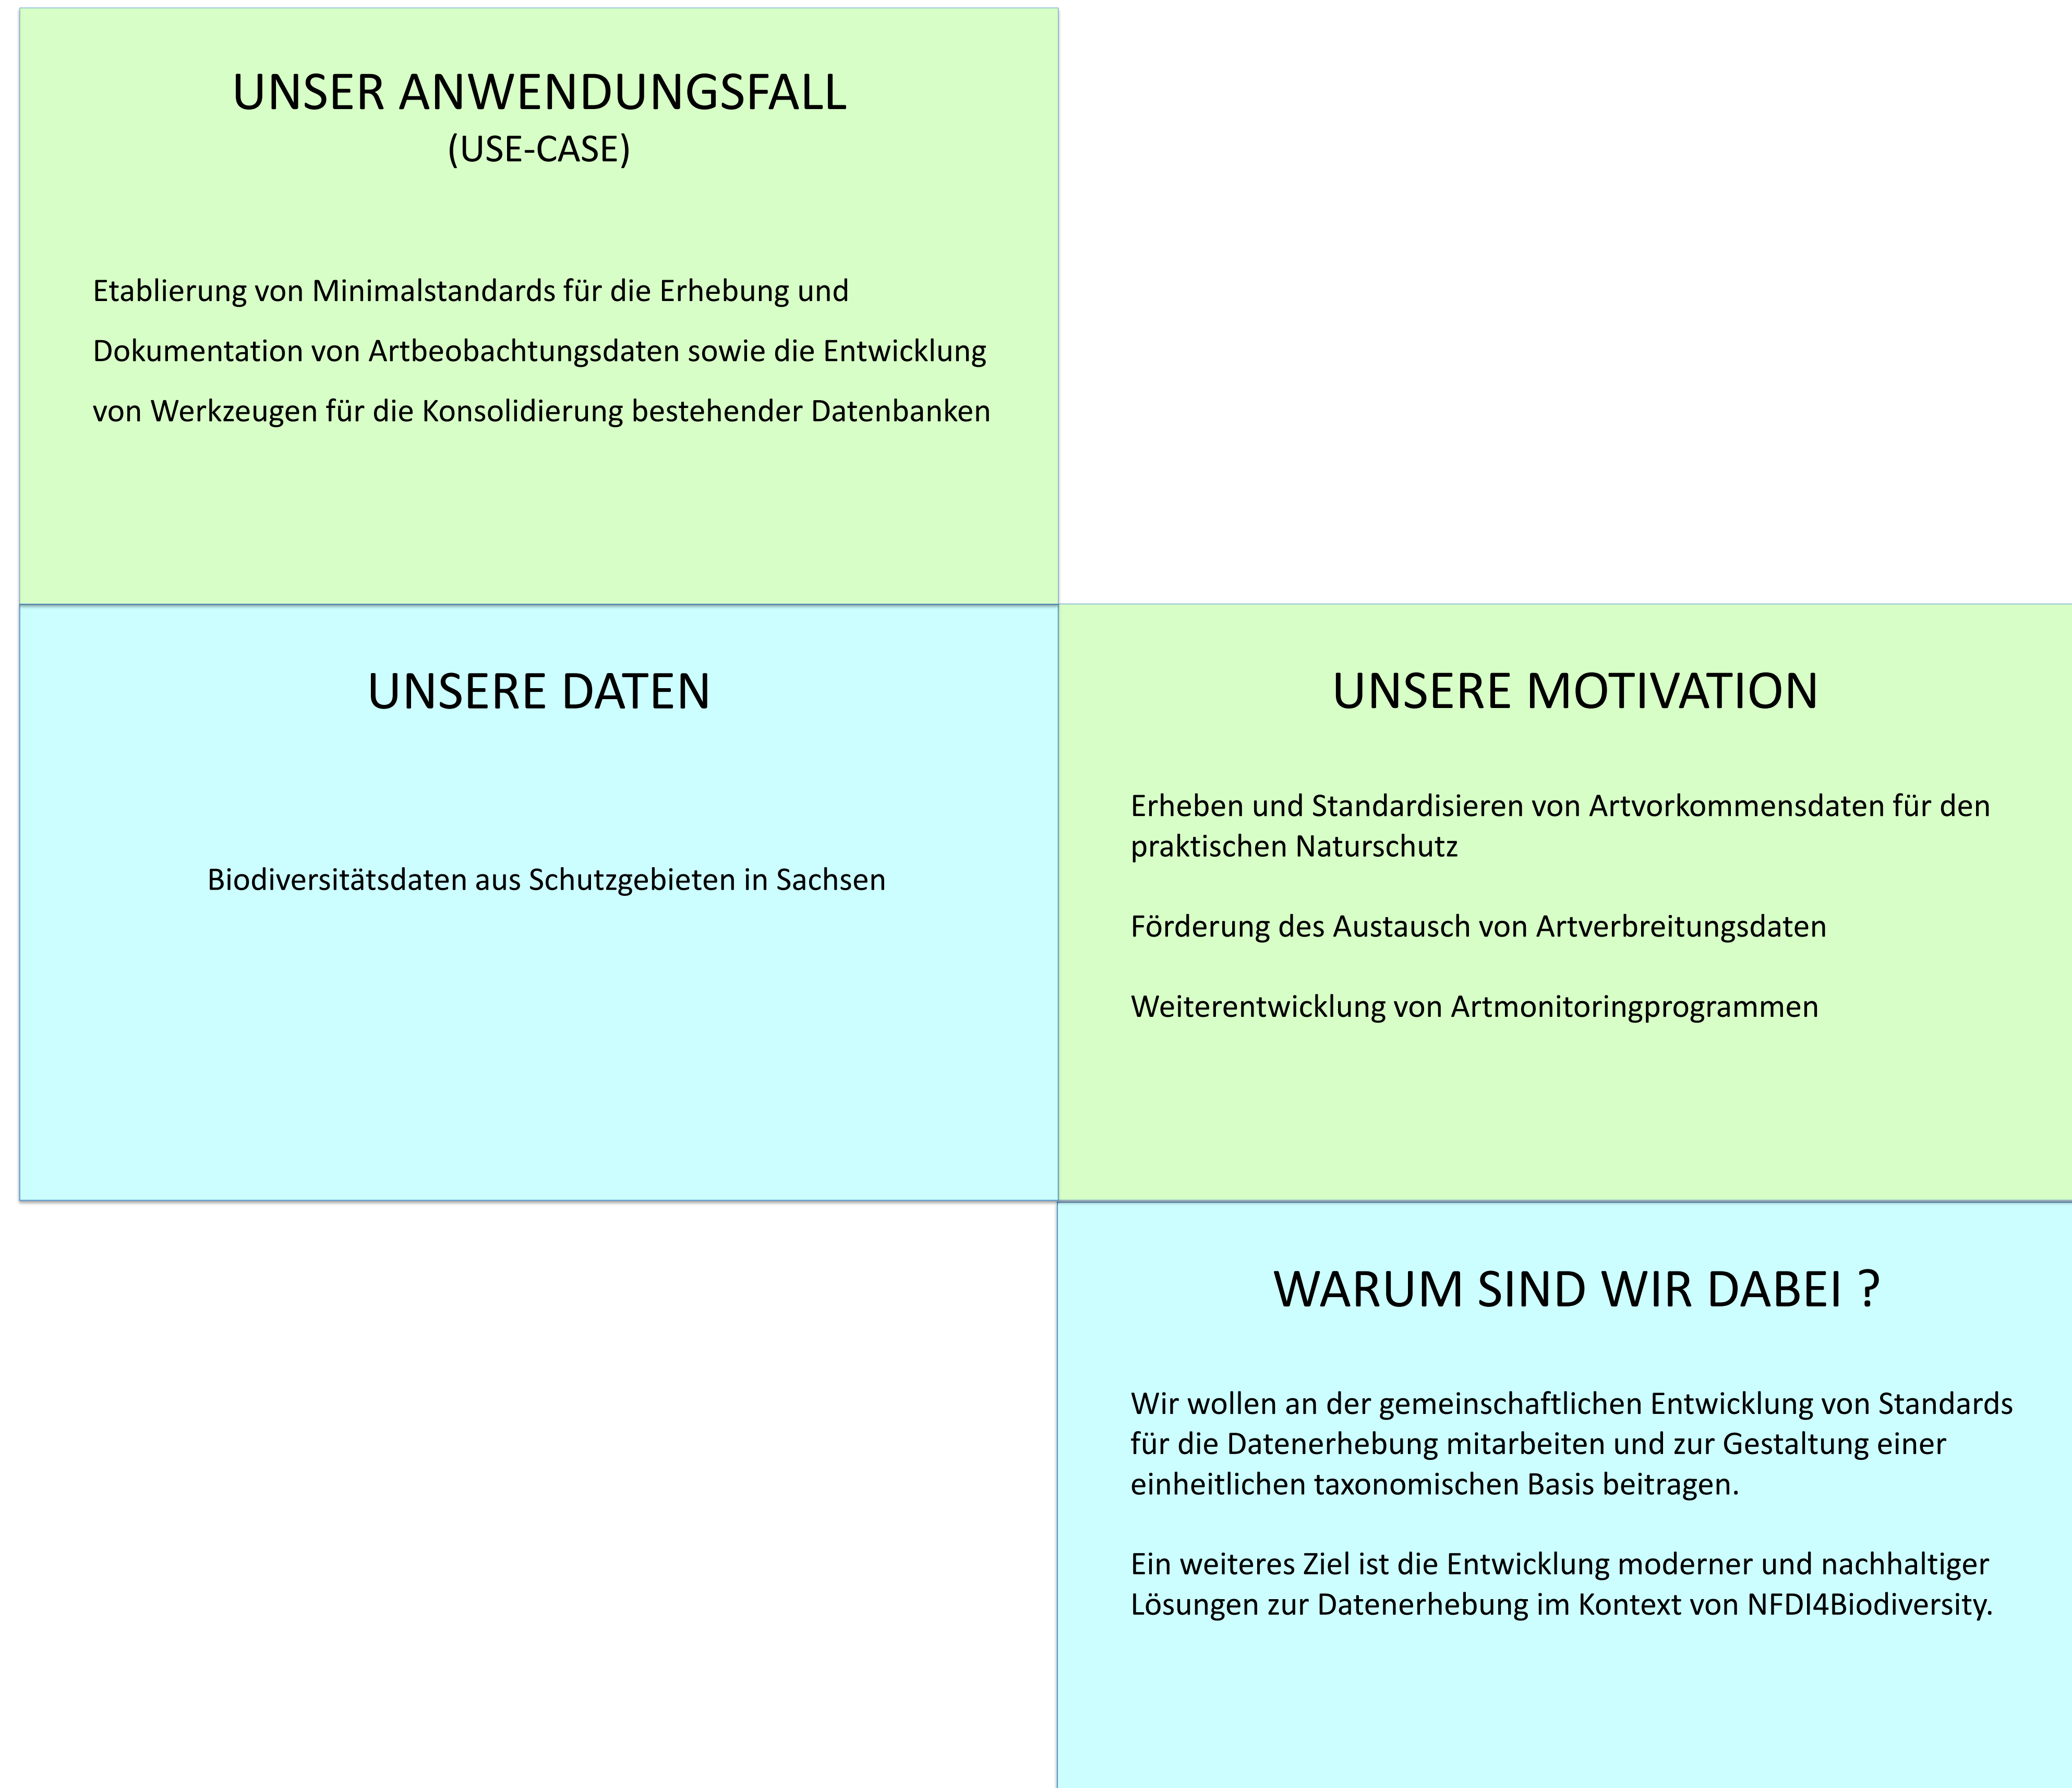 UNSER ANWENDUNGSFALL
(USE-CASE)
Etablierung von Minimalstandards für die Erhebung und
Dokumentation von Artbeobachtungsdaten sowie die Entwicklung
von Werkzeugen für die Konsolidierung bestehender Datenbanken
UNSERE DATEN
Biodiversitätsdaten aus Schutzgebieten in Sachsen
UNSERE MOTIVATION
Erheben und Standardisieren von Artvorkommensdaten für den
praktischen Naturschutz
Förderung des Austausch von Artverbreitungsdaten
Weiterentwicklung von Artmonitoringprogrammen
WARUM SIND WIR DABEI ?
Wir wollen an der gemeinschaftlichen Entwicklung von Standards
für die Datenerhebung mitarbeiten und zur Gestaltung einer
einheitlichen taxonomischen Basis beitragen.
Ein weiteres Ziel ist die Entwicklung moderner und nachhaltiger
Lösungen zur Datenerhebung im Kontext von NFDI4Biodiversity.